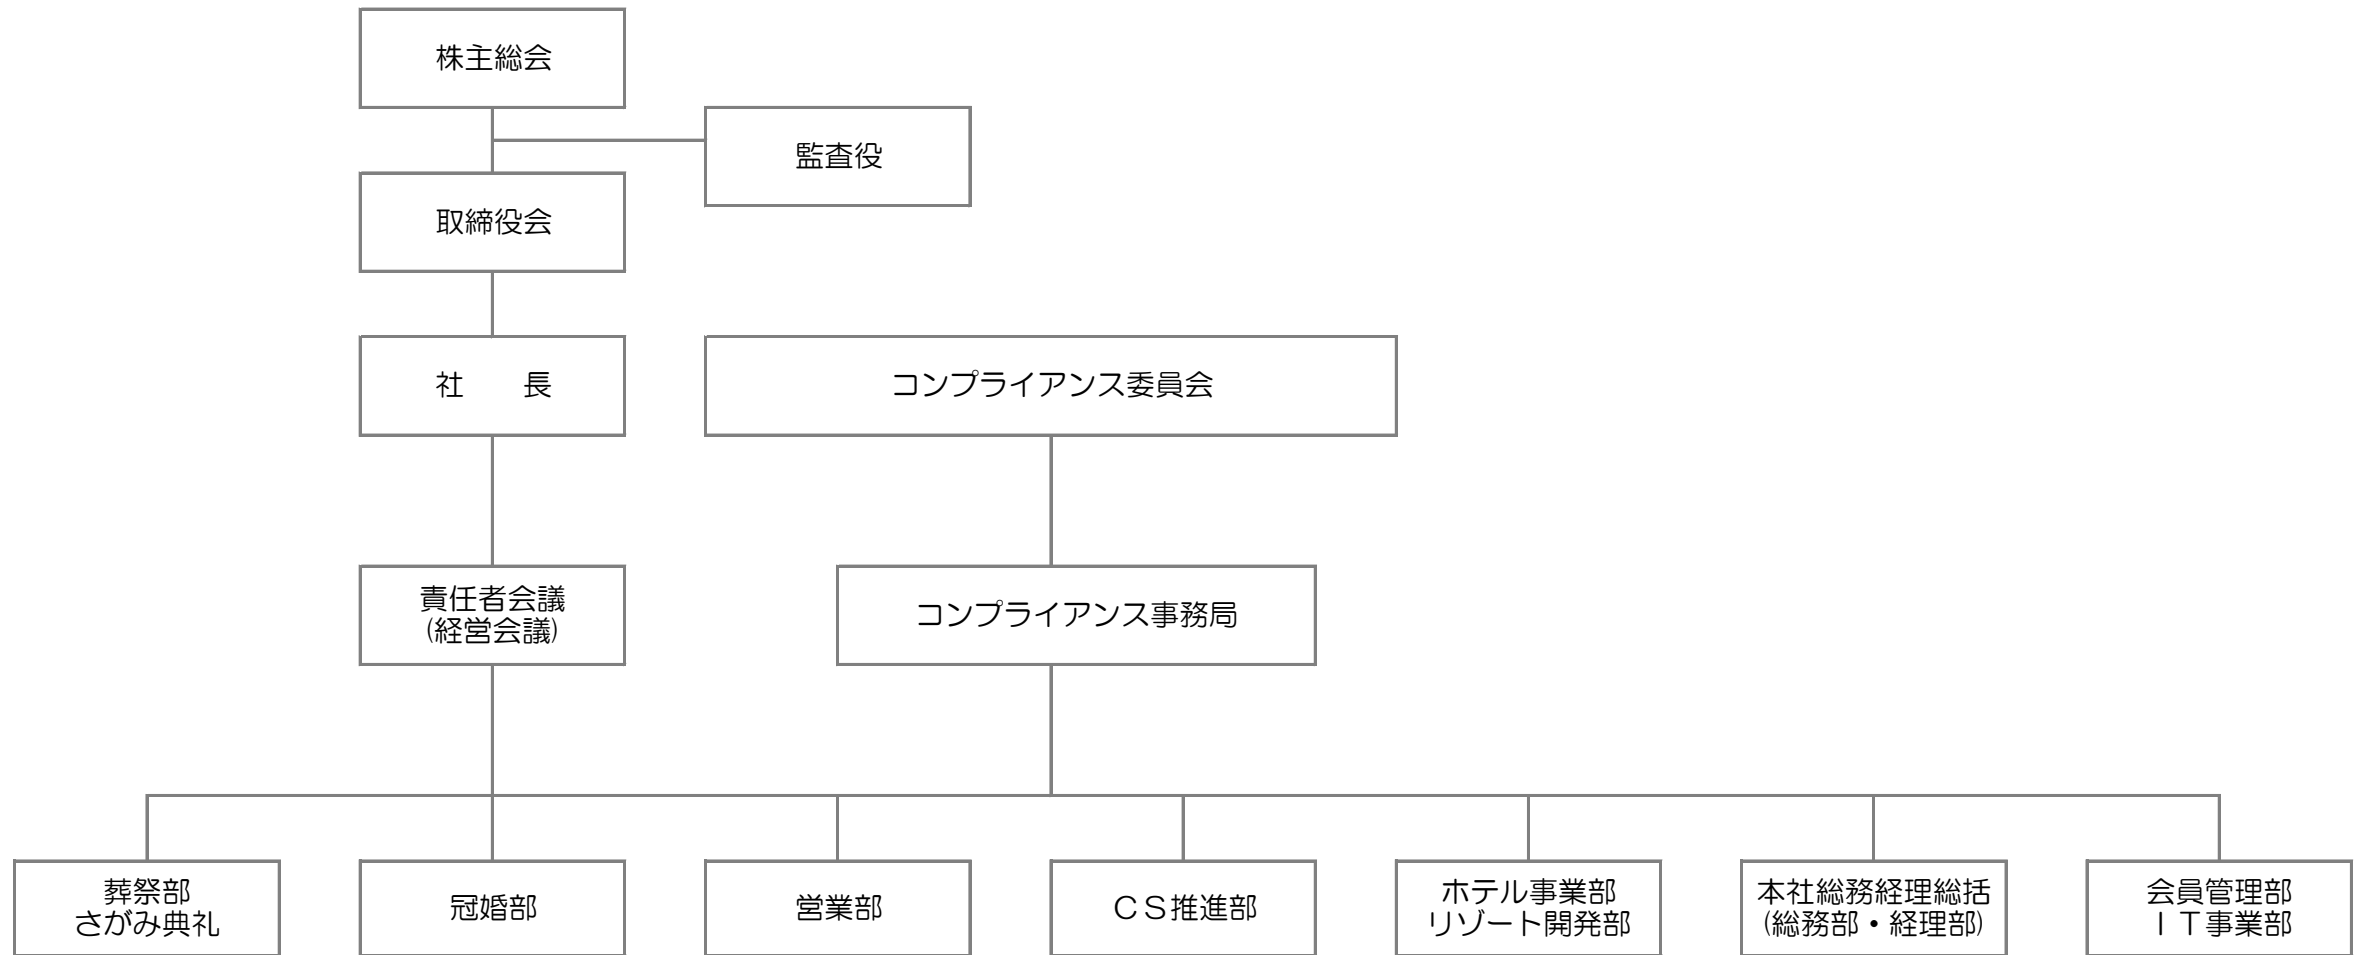 株主総会
監査役
取締役会
社　　長
コンプライアンス委員会
責任者会議
(経営会議)
コンプライアンス事務局
葬祭部
さがみ典礼
冠婚部
営業部
ＣＳ推進部
ホテル事業部
リゾート開発部
本社総務経理総括
(総務部・経理部)
会員管理部
ＩＴ事業部